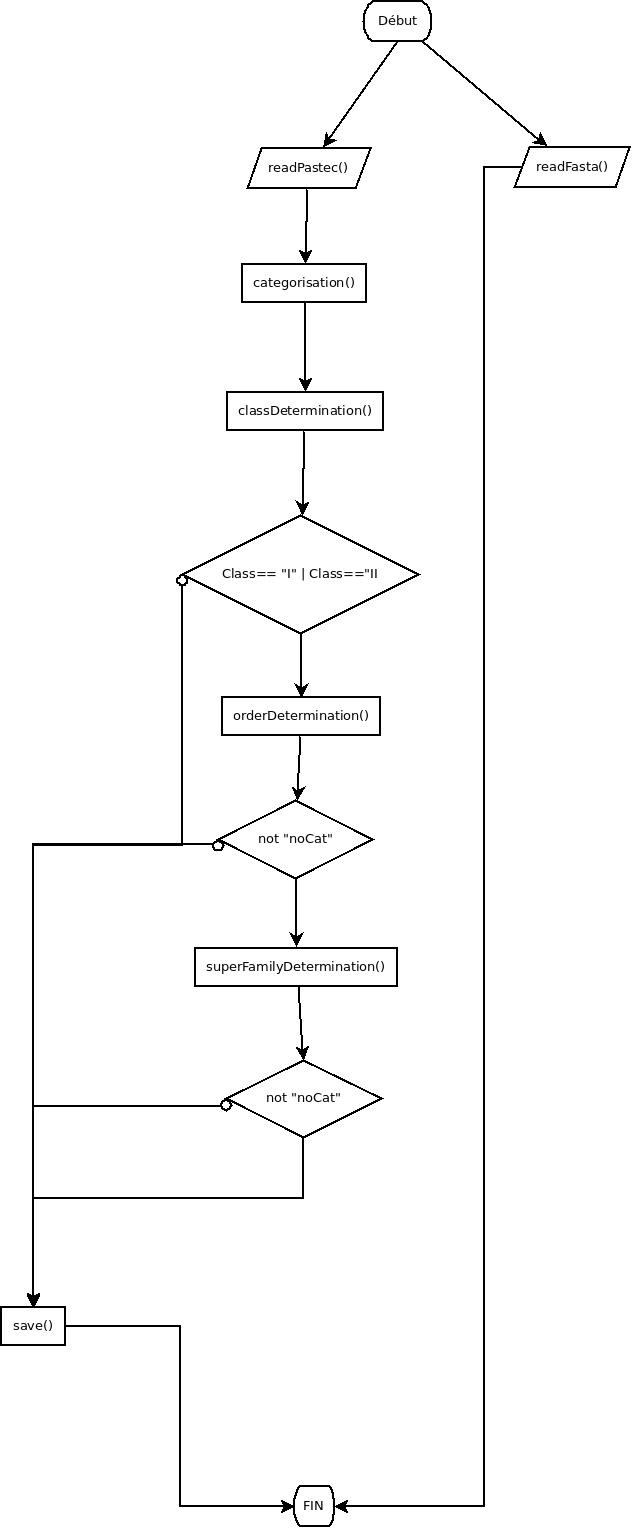 Début
readPastec()
readFasta()
categorisation()
classDetermination()
Class== "I" | Class=="II
orderDetermination()
not "noCat"
superFamilyDetermination()
not "noCat"
save()
FIN